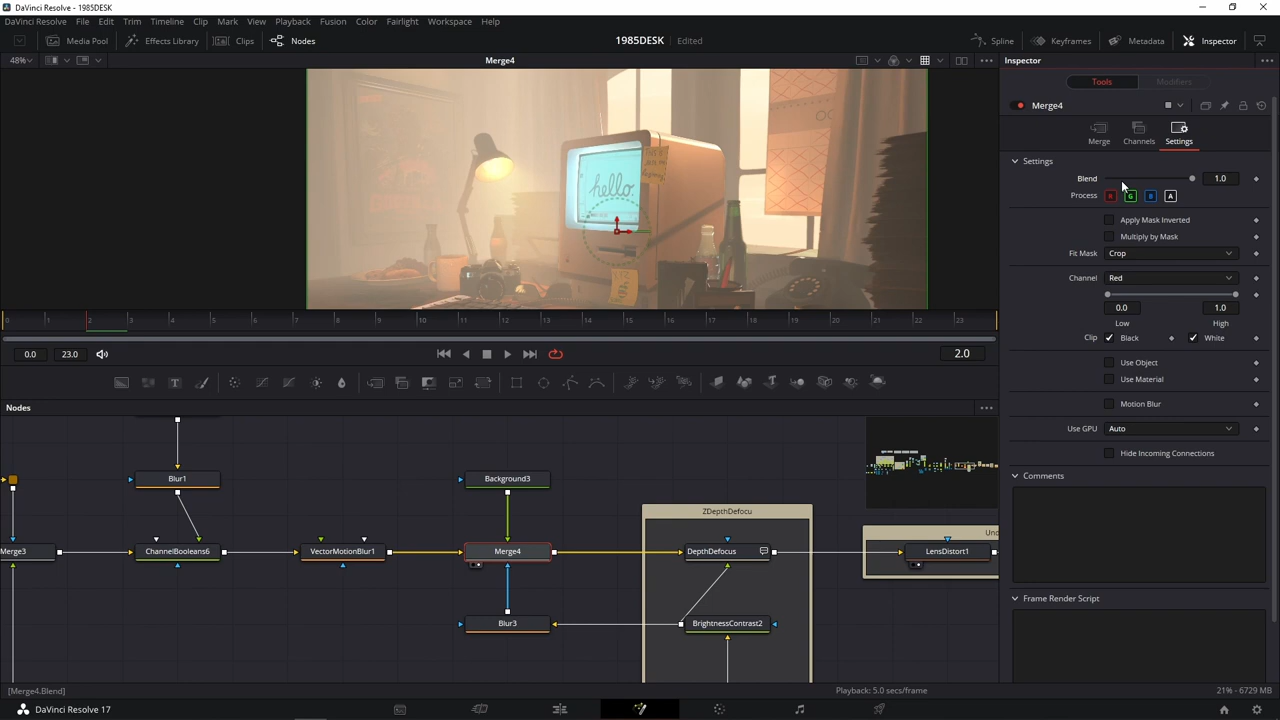 DaVinci Resolve - 1985DESK
DaVinci Resolve File Edit Trim Timeline Clip Mark View Playback Fusion Color Fairlight Workspace Help
Media Pool Effects Library Clips Nodes 1985DESK Edited Spline Keyframes Metadata Inspector
48% Merge4 Inspector
Tools Modifiers
Merge4
Merge Channels Settings
Settings
Blend 1.0
Process R G B A
Apply Mask Inverted
Multiply by Mask
Fit Mask Crop
Channel Red
0.0 1.0
Low High
Clip Black White
Use Object
Use Material
Motion Blur
Use GPU Auto
Hide Incoming Connections
Comments
Frame Render Script
hello.
0 1 2 3 4 5 6 7 8 9 10 11 12 13 14 15 16 17 18 19 20 21 22 23
0.0 23.0 2.0
Nodes
Blur1 Background3
ZDepthDefocu
Und
Merge3 ChannelBooleans6 VectorMotionBlur1 Merge4 DepthDefocus LensDistort1
Blur3 BrightnessContrast2
[Merge4.Blend] Playback: 5.0 secs/frame 21% - 6729 MB
DaVinci Resolve 17